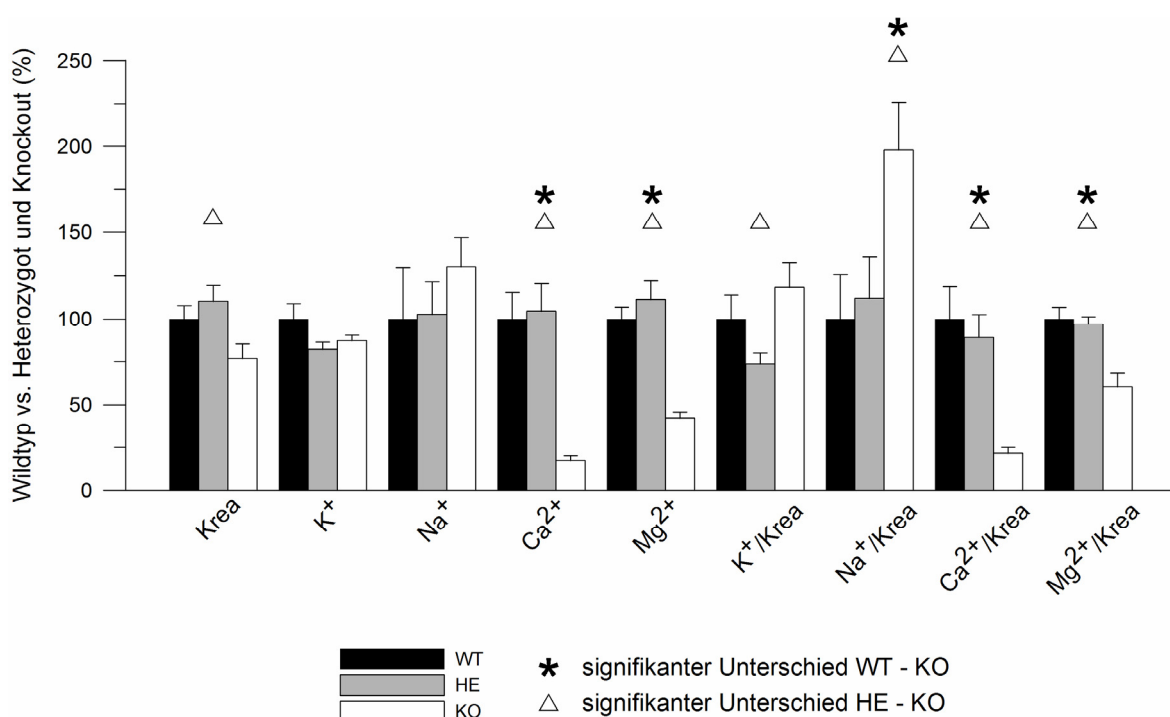 Wildtyp vs. Heterozygot und Knockout (%)
250
200
150
100
50
0
Krea
K+
Na+
Ca2+
Mg2+
K+/Krea
Na+/Krea
Ca2+/Krea
Mg2+/Krea
WT
HE
KO
* signifikanter Unterschied WT - KO
△ signifikanter Unterschied HE - KO